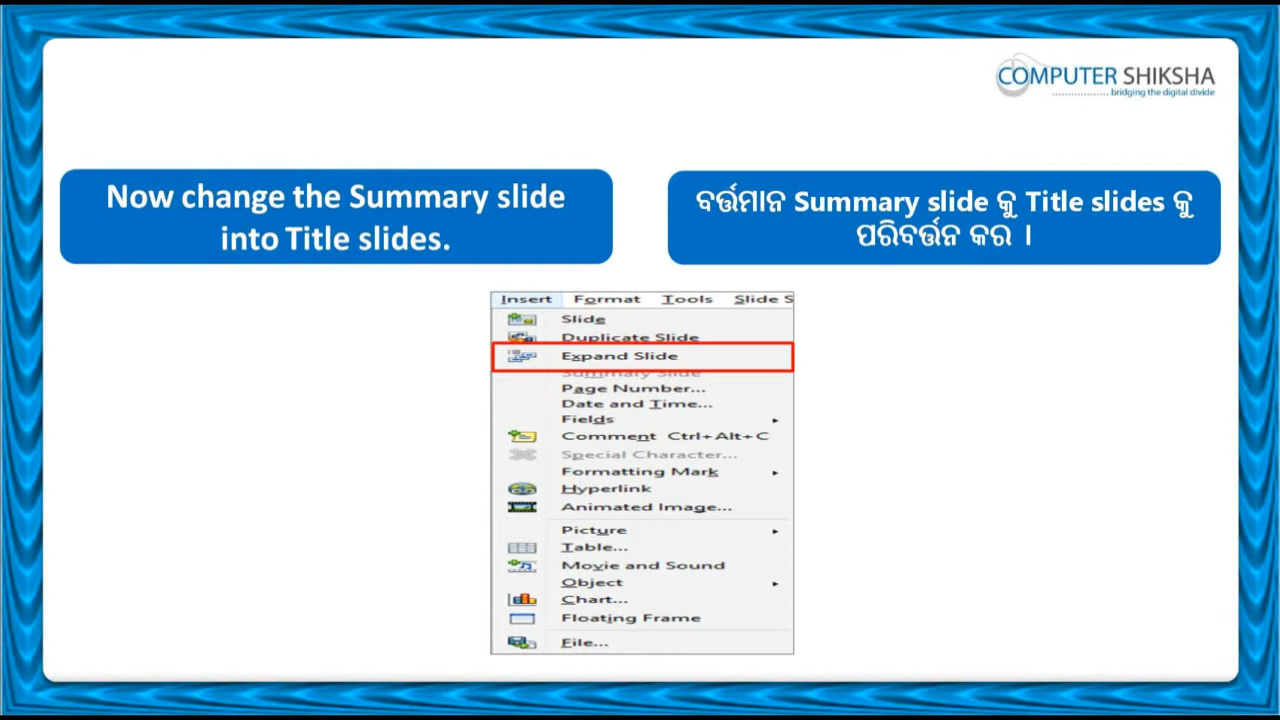 COMPUTER SHIKSHA
bridging the digital divide
Now change the Summary slide
into Title slides.
ବର୍ତ୍ତମାନ Summary slide କୁ Title slides କୁ
ପରିବର୍ତ୍ତନ କର ।
Insert Format Tools Slide S
Slide
Duplicate Slide
Expand Slide
Summary Slide
Page Number...
Date and Time...
Fields
Comment Ctrl+Alt+C
Special Character...
Formatting Mark
Hyperlink
Animated Image...
Picture
Table...
Movie and Sound
Object
Chart...
Floating Frame
File...